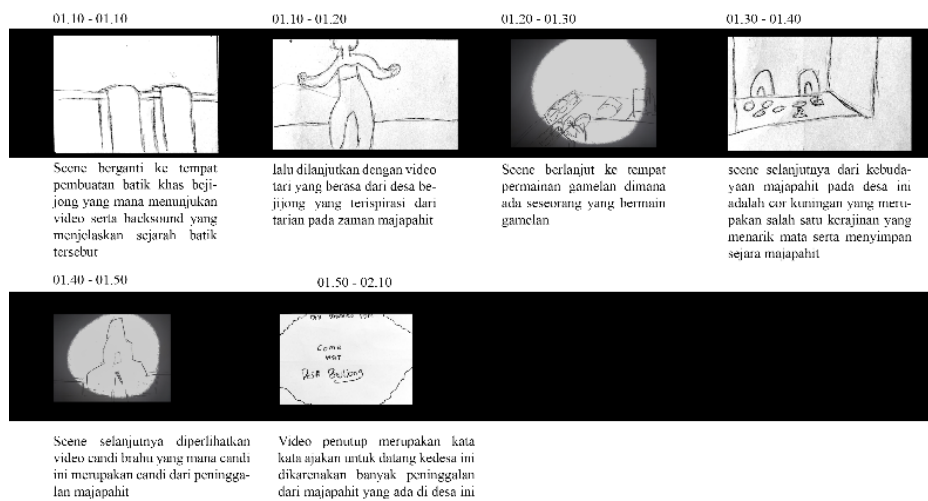 01.10 - 01.10
01.10 - 01.20
01.20 - 01.30
01.30 - 01.40
Scene berganti ke tempat
pembuatan batik khas beji-
jong yang mana menunjukan
video serta backsound yang
menjelaskan sejarah batik
tersebut
lalu dilanjutkan dengan video
tari yang berasa dari desa be-
jijong yang terispirasi dari
tarian pada zaman majapahit
Scene berlanjut ke tempat
permainan gamelan dimana
ada seseorang yang bermain
gamelan
scene selanjutnya dari kebuda-
yaan majapahit pada desa ini
adalah cor kuningan yang meru-
pakan salah satu kerajinan yang
menarik mata serta menyimpan
sejara majapahit
01.40 - 01.50
01.50 - 02.10
Come
visit
Desa Bejijong
Scene selanjutnya diperlihatkan
video candi brahu yang mana candi
ini merupakan candi dari peningga-
lan majapahit
Video penutup merupakan kata
kata ajakan untuk datang kedesa ini
dikarenakan banyak peninggalan
dari majapahit yang ada di desa ini